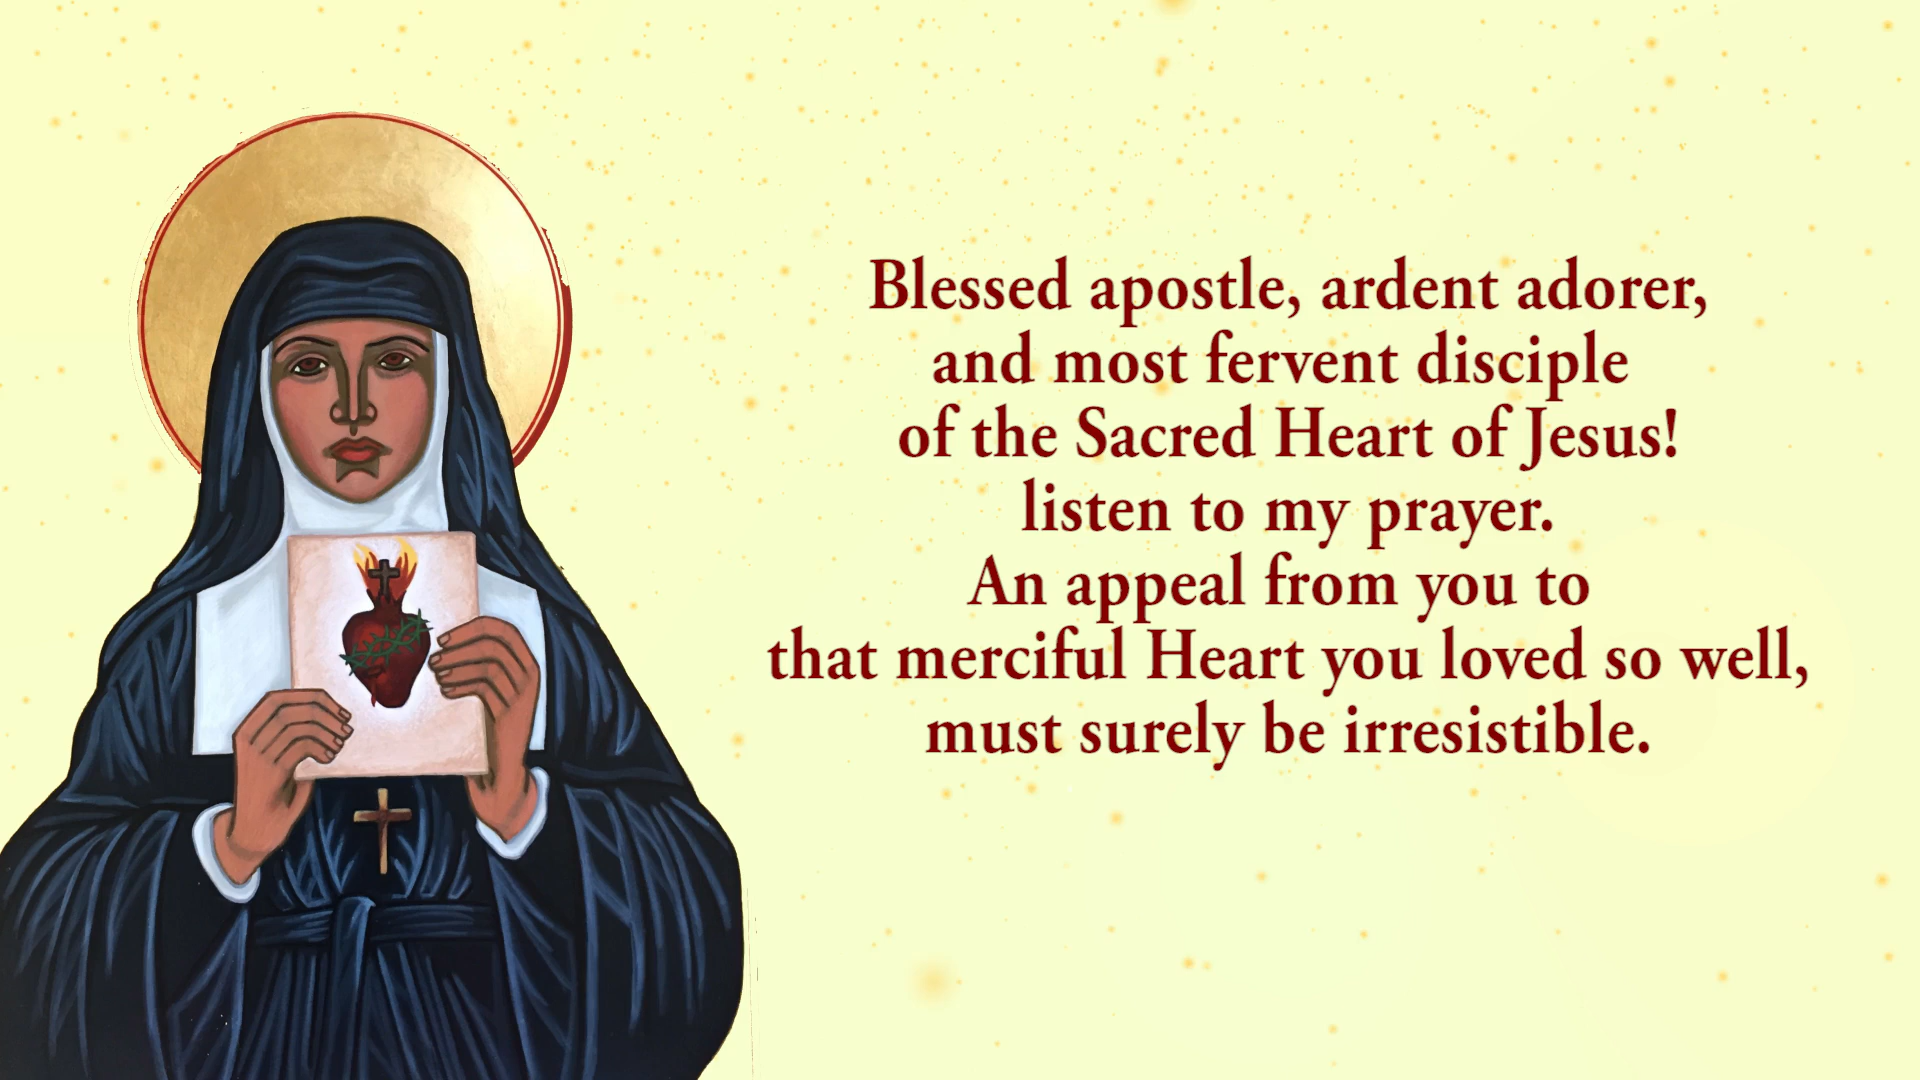 Blessed apostle, ardent adorer,
and most fervent disciple
of the Sacred Heart of Jesus!
listen to my prayer.
An appeal from you to
that merciful Heart you loved so well,
must surely be irresistible.